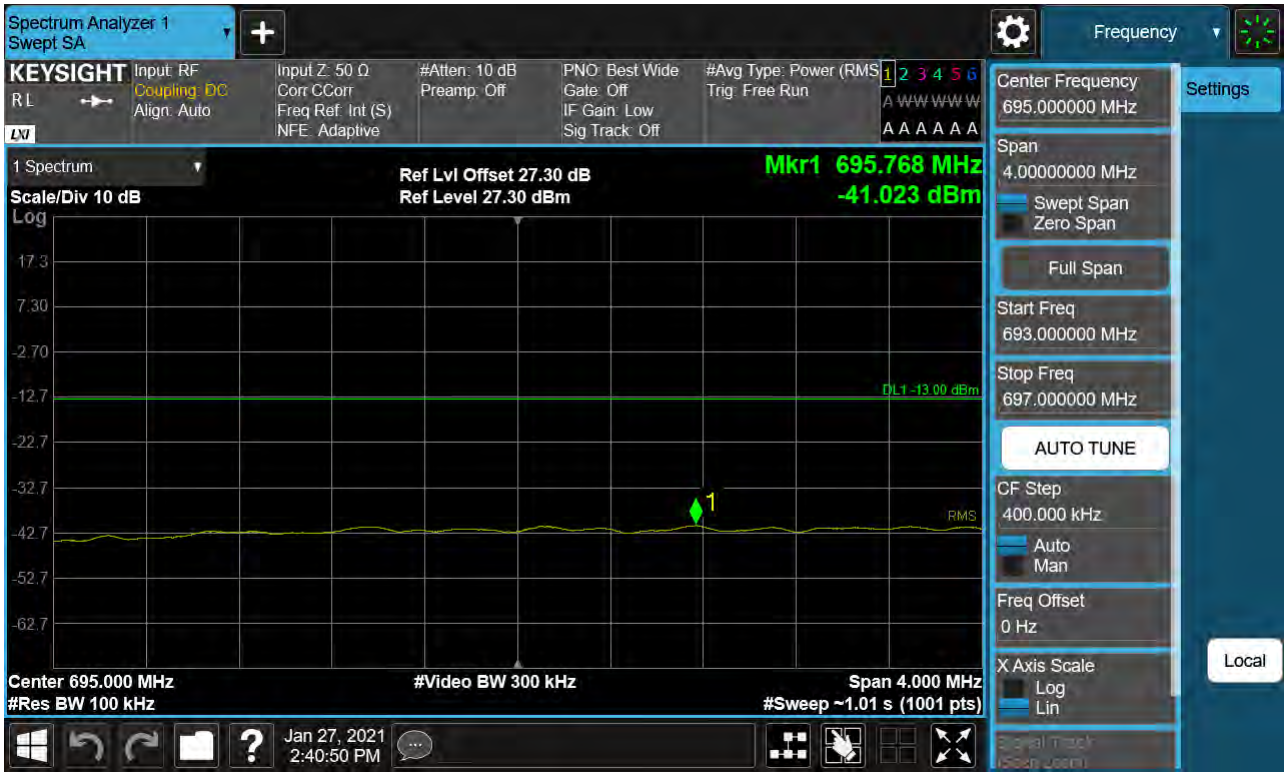 Spectrum Analyzer 1
Swept SA
Frequency
KEYSIGHT
RL
LXI
Input: RF
Coupling: DC
Align: Auto
Input Z: 50 Ω
Corr CCorr
Freq Ref: Int (S)
NFE: Adaptive
#Atten: 10 dB
Preamp: Off
PNO: Best Wide
Gate: Off
IF Gain: Low
Sig Track: Off
#Avg Type: Power (RMS
Trig: Free Run
1 2 3 4 5 6
A W W W W W
A A A A A A
1 Spectrum
Scale/Div 10 dB
Log
Ref Lvl Offset 27.30 dB
Ref Level 27.30 dBm
Mkr1 695.768 MHz
-41.023 dBm
17.3
7.30
-2.70
-12.7
-22.7
-32.7
-42.7
-52.7
-62.7
DL1 -13.00 dBm
1
RMS
Center 695.000 MHz
#Res BW 100 kHz
#Video BW 300 kHz
Span 4.000 MHz
#Sweep ~1.01 s (1001 pts)
Center Frequency
695.000000 MHz
Settings
Span
4.00000000 MHz
Swept Span
Zero Span
Full Span
Start Freq
693.000000 MHz
Stop Freq
697.000000 MHz
AUTO TUNE
CF Step
400.000 kHz
Auto
Man
Freq Offset
0 Hz
X Axis Scale
Log
Lin
Local
Signal Track
(Span Zoom)
?
Jan 27, 2021
2:40:50 PM